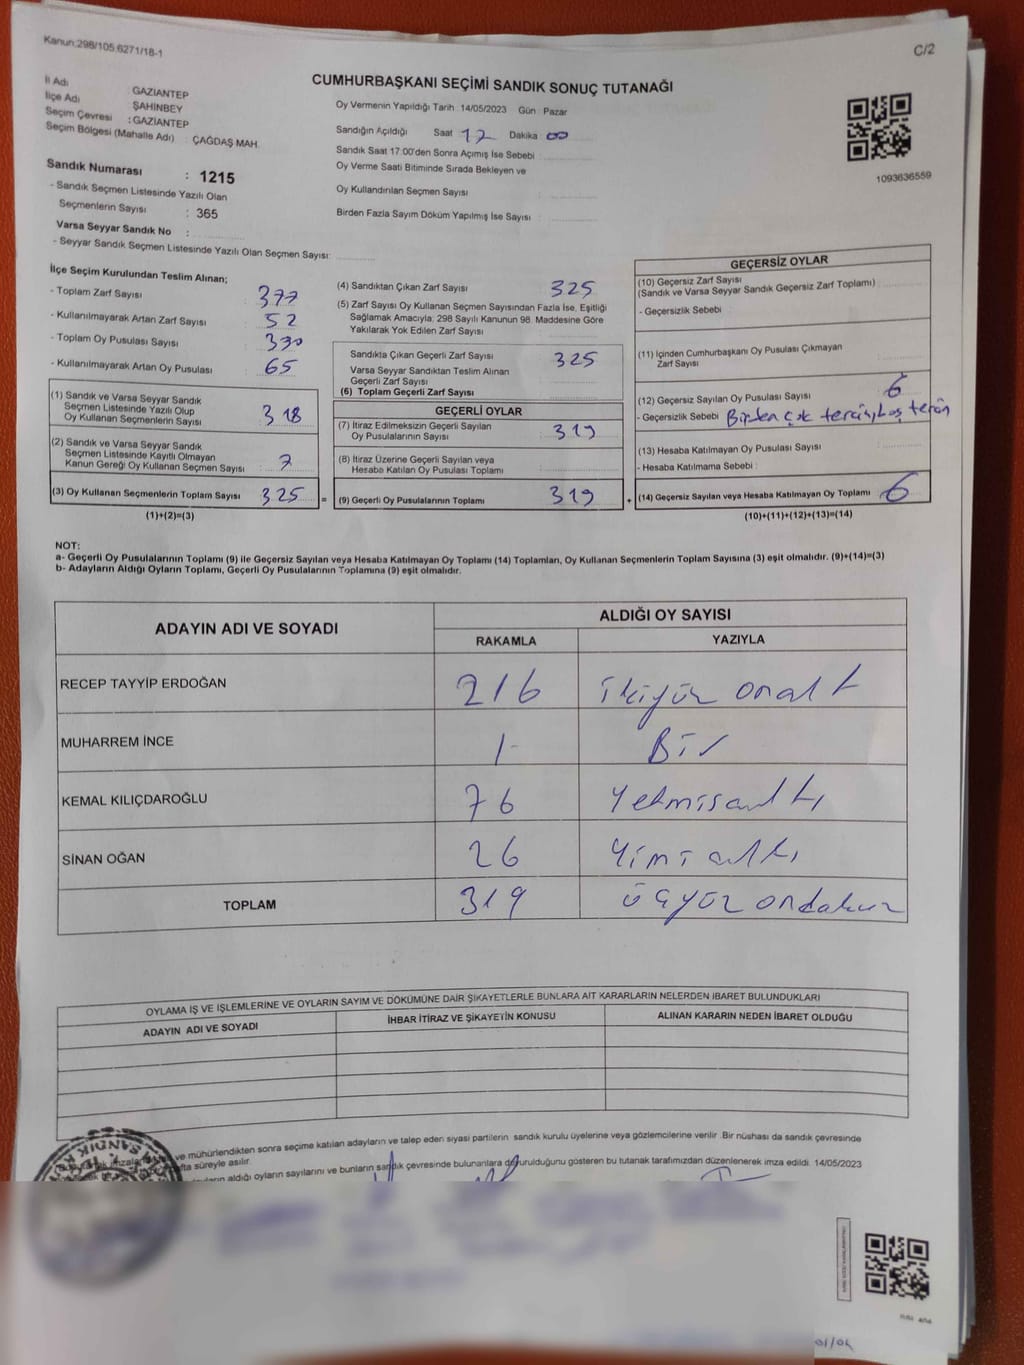 Kanun:298/105.6271/18-1
C/2
CUMHURBAŞKANI SEÇİMİ SANDIK SONUÇ TUTANAĞI
İl Adı : GAZİANTEP
İlçe Adı ŞAHİNBEY
Seçim Çevresi : GAZİANTEP
Seçim Bölgesi (Mahalle Adı) : ÇAĞDAŞ MAH.
Oy Vermenin Yapıldığı Tarih : 14/05/2023 Gün : Pazar
Sandığın Açıldığı Saat 17 Dakika 00
Sandık Saat 17:00'den Sonra Açımış İse Sebebi
Oy Verme Saati Bitiminde Sırada Bekleyen ve
Oy Kullandırılan Seçmen Sayısı
Birden Fazla Sayım Döküm Yapılmış İse Sayısı
1093636559
Sandık Numarası : 1215
- Sandık Seçmen Listesinde Yazılı Olan
Seçmenlerin Sayısı : 365
Varsa Seyyar Sandık No :
- Seyyar Sandık Seçmen Listesinde Yazılı Olan Seçmen Sayısı:
İlçe Seçim Kurulundan Teslim Alınan;
- Toplam Zarf Sayısı : 377
- Kullanılmayarak Artan Zarf Sayısı : 52
- Toplam Oy Pusulası Sayısı : 390
- Kullanılmayarak Artan Oy Pusulası : 65
(1) Sandık ve Varsa Seyyar Sandık
Seçmen Listesinde Yazılı Olup
Oy Kullanan Seçmenlerin Sayısı : 318
(2) Sandık ve Varsa Seyyar Sandık
Seçmen Listesinde Kayıtlı Olmayan
Kanun Gereği Oy Kullanan Seçmen Sayısı : 7
(3) Oy Kullanan Seçmenlerin Toplam Sayısı : 325 =
(1)+(2)=(3)
(4) Sandıktan Çıkan Zarf Sayısı : 325
(5) Zarf Sayısı Oy Kullanan Seçmen Sayısından Fazla İse, Eşitliği
Sağlamak Amacıyla; 298 Sayılı Kanunun 98. Maddesine Göre
Yakılarak Yok Edilen Zarf Sayısı
Sandıkta Çıkan Geçerli Zarf Sayısı : 325
Varsa Seyyar Sandıktan Teslim Alınan
Geçerli Zarf Sayısı
(6) Toplam Geçerli Zarf Sayısı
GEÇERLİ OYLAR
(7) İtiraz Edilmeksizin Geçerli Sayılan
Oy Pusulalarının Sayısı : 319
(8) İtiraz Üzerine Geçerli Sayılan veya
Hesaba Katılan Oy Pusulası Toplamı
(9) Geçerli Oy Pusulalarının Toplamı : 319 +
GEÇERSİZ OYLAR
(10) Geçersiz Zarf Sayısı
(Sandık ve Varsa Seyyar Sandık Geçersiz Zarf Toplamı)
- Geçersizlik Sebebi :
(11) İçinden Cumhurbaşkanı Oy Pusulası Çıkmayan
Zarf Sayısı
(12) Geçersiz Sayılan Oy Pusulası Sayısı : 6
- Geçersizlik Sebebi : Birden çok tercih, boş tercih
(13) Hesaba Katılmayan Oy Pusulası Sayısı
- Hesaba Katılmama Sebebi :
(14) Geçersiz Sayılan veya Hesaba Katılmayan Oy Toplamı 6
(10)+(11)+(12)+(13)=(14)
NOT:
a- Geçerli Oy Pusulalarının Toplamı (9) ile Geçersiz Sayılan veya Hesaba Katılmayan Oy Toplamı (14) Toplamları, Oy Kullanan Seçmenlerin Toplam Sayısına (3) eşit olmalıdır. (9)+(14)=(3)
b- Adayların Aldığı Oyların Toplamı, Geçerli Oy Pusulalarının Toplamına (9) eşit olmalıdır.
ADAYIN ADI VE SOYADI
ALDIĞI OY SAYISI
RAKAMLA YAZIYLA
RECEP TAYYİP ERDOĞAN 216 ikiyüz onaltı
MUHARREM İNCE 1 Bir
KEMAL KILIÇDAROĞLU 76 Yetmisaltı
SİNAN OĞAN 26 Yimi altı
TOPLAM 319 üçyüz ondokuz
OYLAMA İŞ VE İŞLEMLERİNE VE OYLARIN SAYIM VE DÖKÜMÜNE DAİR ŞİKAYETLERLE BUNLARA AİT KARARLARIN NELERDEN İBARET BULUNDUKLARI
ADAYIN ADI VE SOYADI İHBAR İTİRAZ VE ŞİKAYETİN KONUSU ALINAN KARARIN NEDEN İBARET OLDUĞU
ve mühürlendikten sonra seçime katılan adayların ve talep eden siyasi partilerin sandık kurulu üyelerine veya gözlemcilerine verilir .Bir nüshası da sandık çevresinde
hafta süreyle asılır.
aldığı oyların sayılarını ve bunların sandık çevresinde bulunanlara duyurulduğunu gösteren bu tutanak tarafımızdan düzenlenerek imza edildi. 14/05/2023